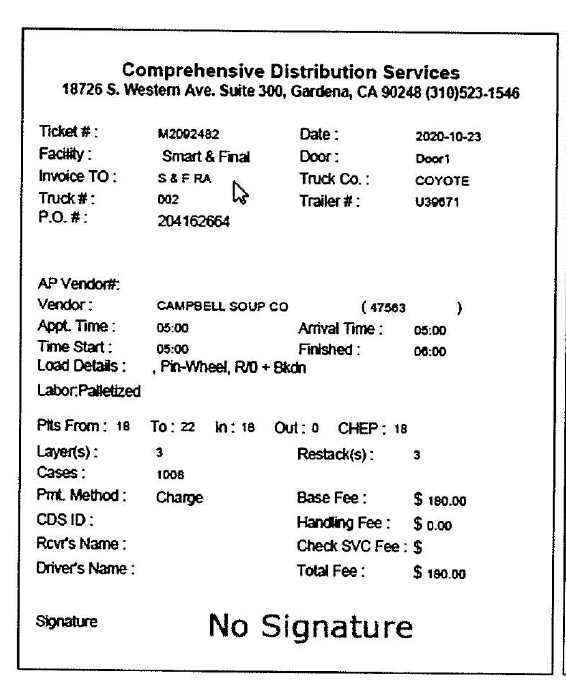 Comprehensive Distribution Services
18726 S. Western Ave. Suite 300, Gardena, CA 90248 (310)523-1546
Ticket # : M2092482 Date : 2020-10-23
Facility : Smart & Final Door : Door1
Invoice TO : S & F RA Truck Co. : COYOTE
Truck # : 002 Trailer # : U39671
P.O. # : 204162664
AP Vendor#:
Vendor : CAMPBELL SOUP CO ( 47563 )
Appt. Time : 05:00 Arrival Time : 05:00
Time Start : 05:00 Finished : 06:00
Load Details : , Pin-Wheel, R/0 + Bkdn
Labor:Palletized
Plts From : 18 To : 22 In : 18 Out : 0 CHEP : 18
Layer(s) : 3 Restack(s) : 3
Cases : 1008
Pmt. Method : Charge Base Fee : $ 180.00
CDS ID : Handling Fee : $ 0.00
Rcvr's Name : Check SVC Fee : $
Driver's Name : Total Fee : $ 180.00
Signature No Signature